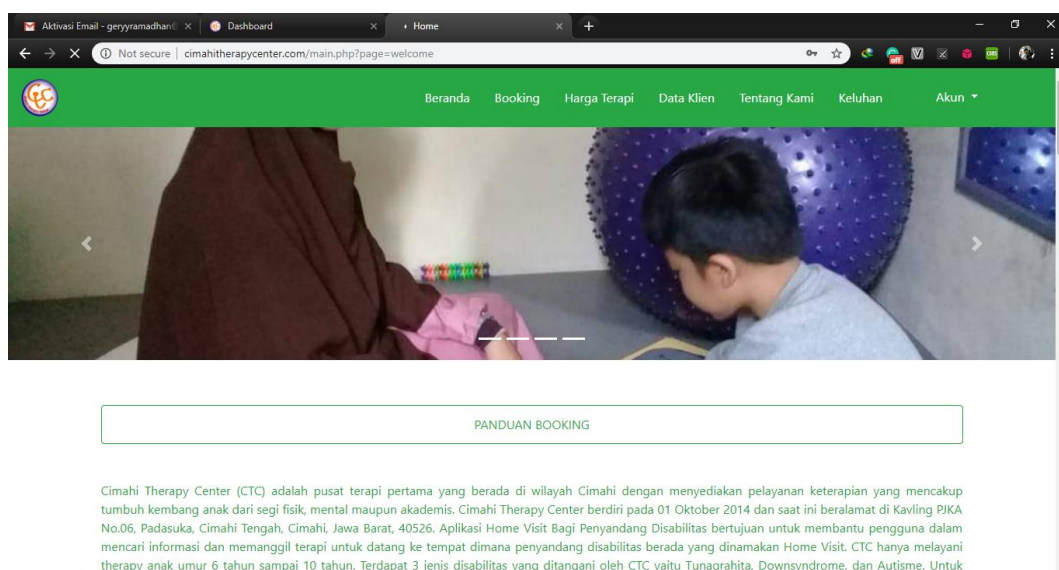 Aktivasi Email - geryyramadhan
Dashboard
Home
Not secure | cimahitherapycenter.com/main.php?page=welcome
off
CORS
CTC
Beranda Booking Harga Terapi Data Klien Tentang Kami Keluhan Akun
PANDUAN BOOKING
Cimahi Therapy Center (CTC) adalah pusat terapi pertama yang berada di wilayah Cimahi dengan menyediakan pelayanan keterapian yang mencakup
tumbuh kembang anak dari segi fisik, mental maupun akademis. Cimahi Therapy Center berdiri pada 01 Oktober 2014 dan saat ini beralamat di Kavling PJKA
No.06, Padasuka, Cimahi Tengah, Cimahi, Jawa Barat, 40526. Aplikasi Home Visit Bagi Penyandang Disabilitas bertujuan untuk membantu pengguna dalam
mencari informasi dan memanggil terapi untuk datang ke tempat dimana penyandang disabilitas berada yang dinamakan Home Visit. CTC hanya melayani
therapy anak umur 6 tahun sampai 10 tahun. Terdapat 3 jenis disabilitas yang ditangani oleh CTC yaitu Tunagrahita, Downsyndrome, dan Autisme. Untuk